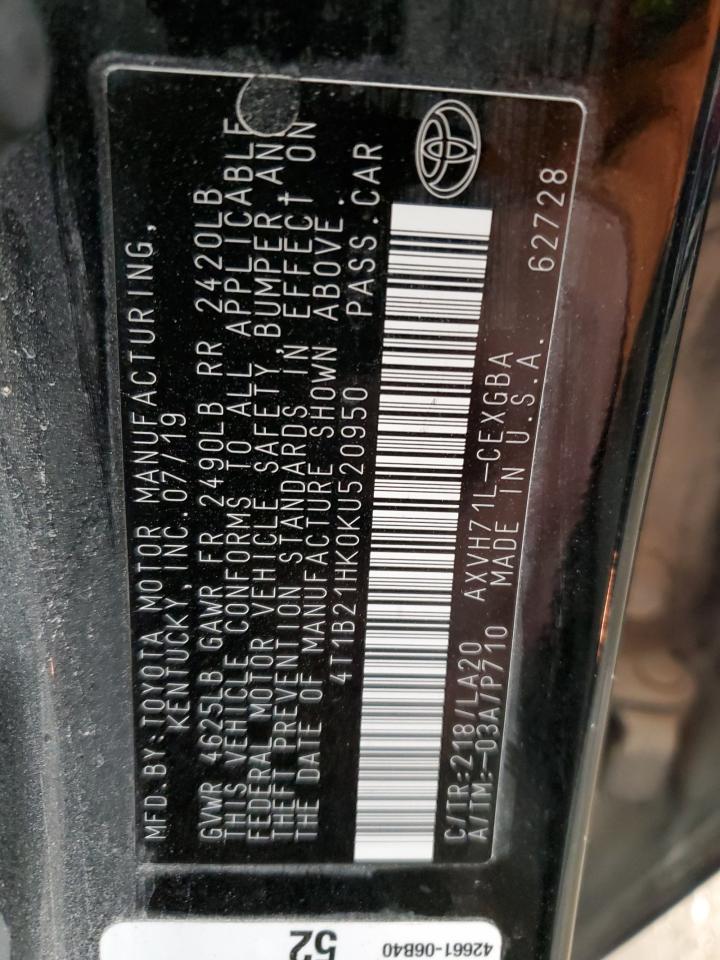 MFD.BY:TOYOTA MOTOR MANUFACTURING,
KENTUCKY,INC.07/19
GVWR 4625LB GAWR FR 2490LB RR 2420LB
THIS VEHICLE CONFORMS TO ALL APPLICABLE
FEDERAL MOTOR VEHICLE SAFETY,BUMPER,AND
THEFT PREVENTION STANDARDS IN EFFECT ON
THE DATE OF MANUFACTURE SHOWN ABOVE.
4T1B21HK0KU520950 PASS.CAR
C/TR:218/LA20 AXVH71L-CEXGBA
A/TM:-03A/P710 MADE IN U.S.A. 62728
52
42661-06B40